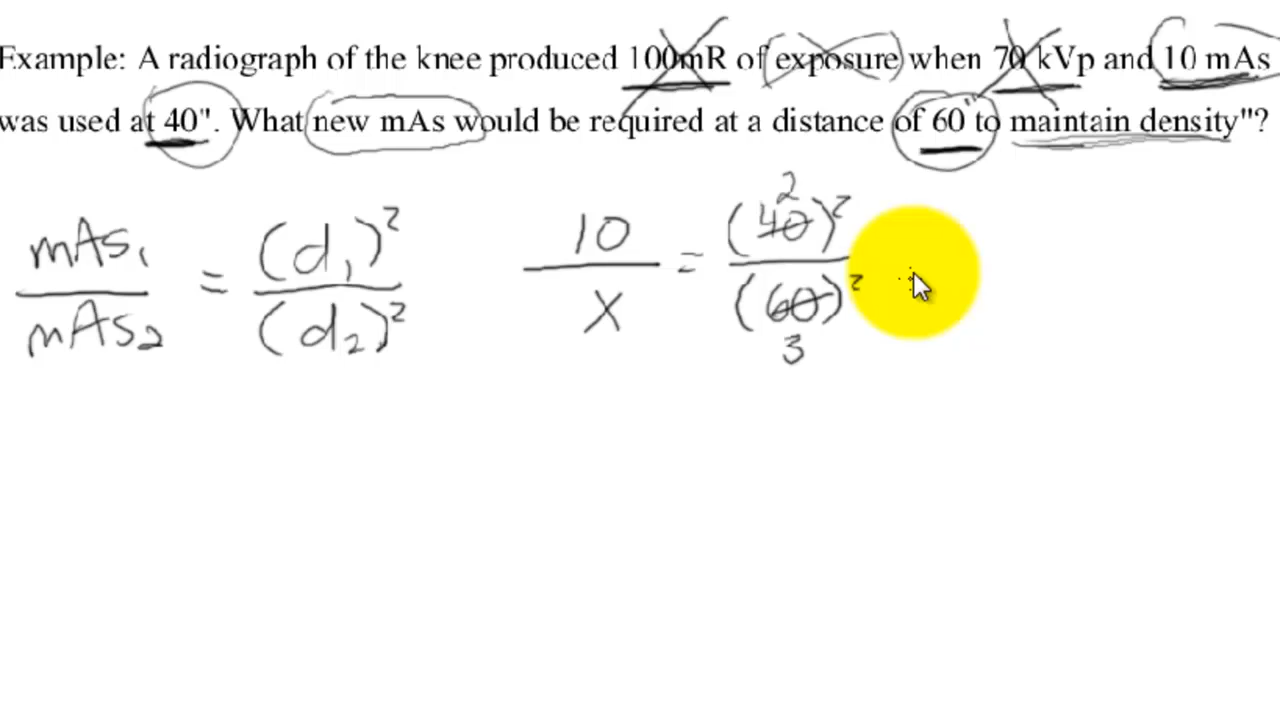 Example: A radiograph of the knee produced 100mR of exposure when 70 kVp and 10 mAs
was used at 40". What new mAs would be required at a distance of 60" to maintain density"?
mAs₁ / mAs₂ = (d₁)² / (d₂)²
10 / X = (40)² / (60)²
2
3